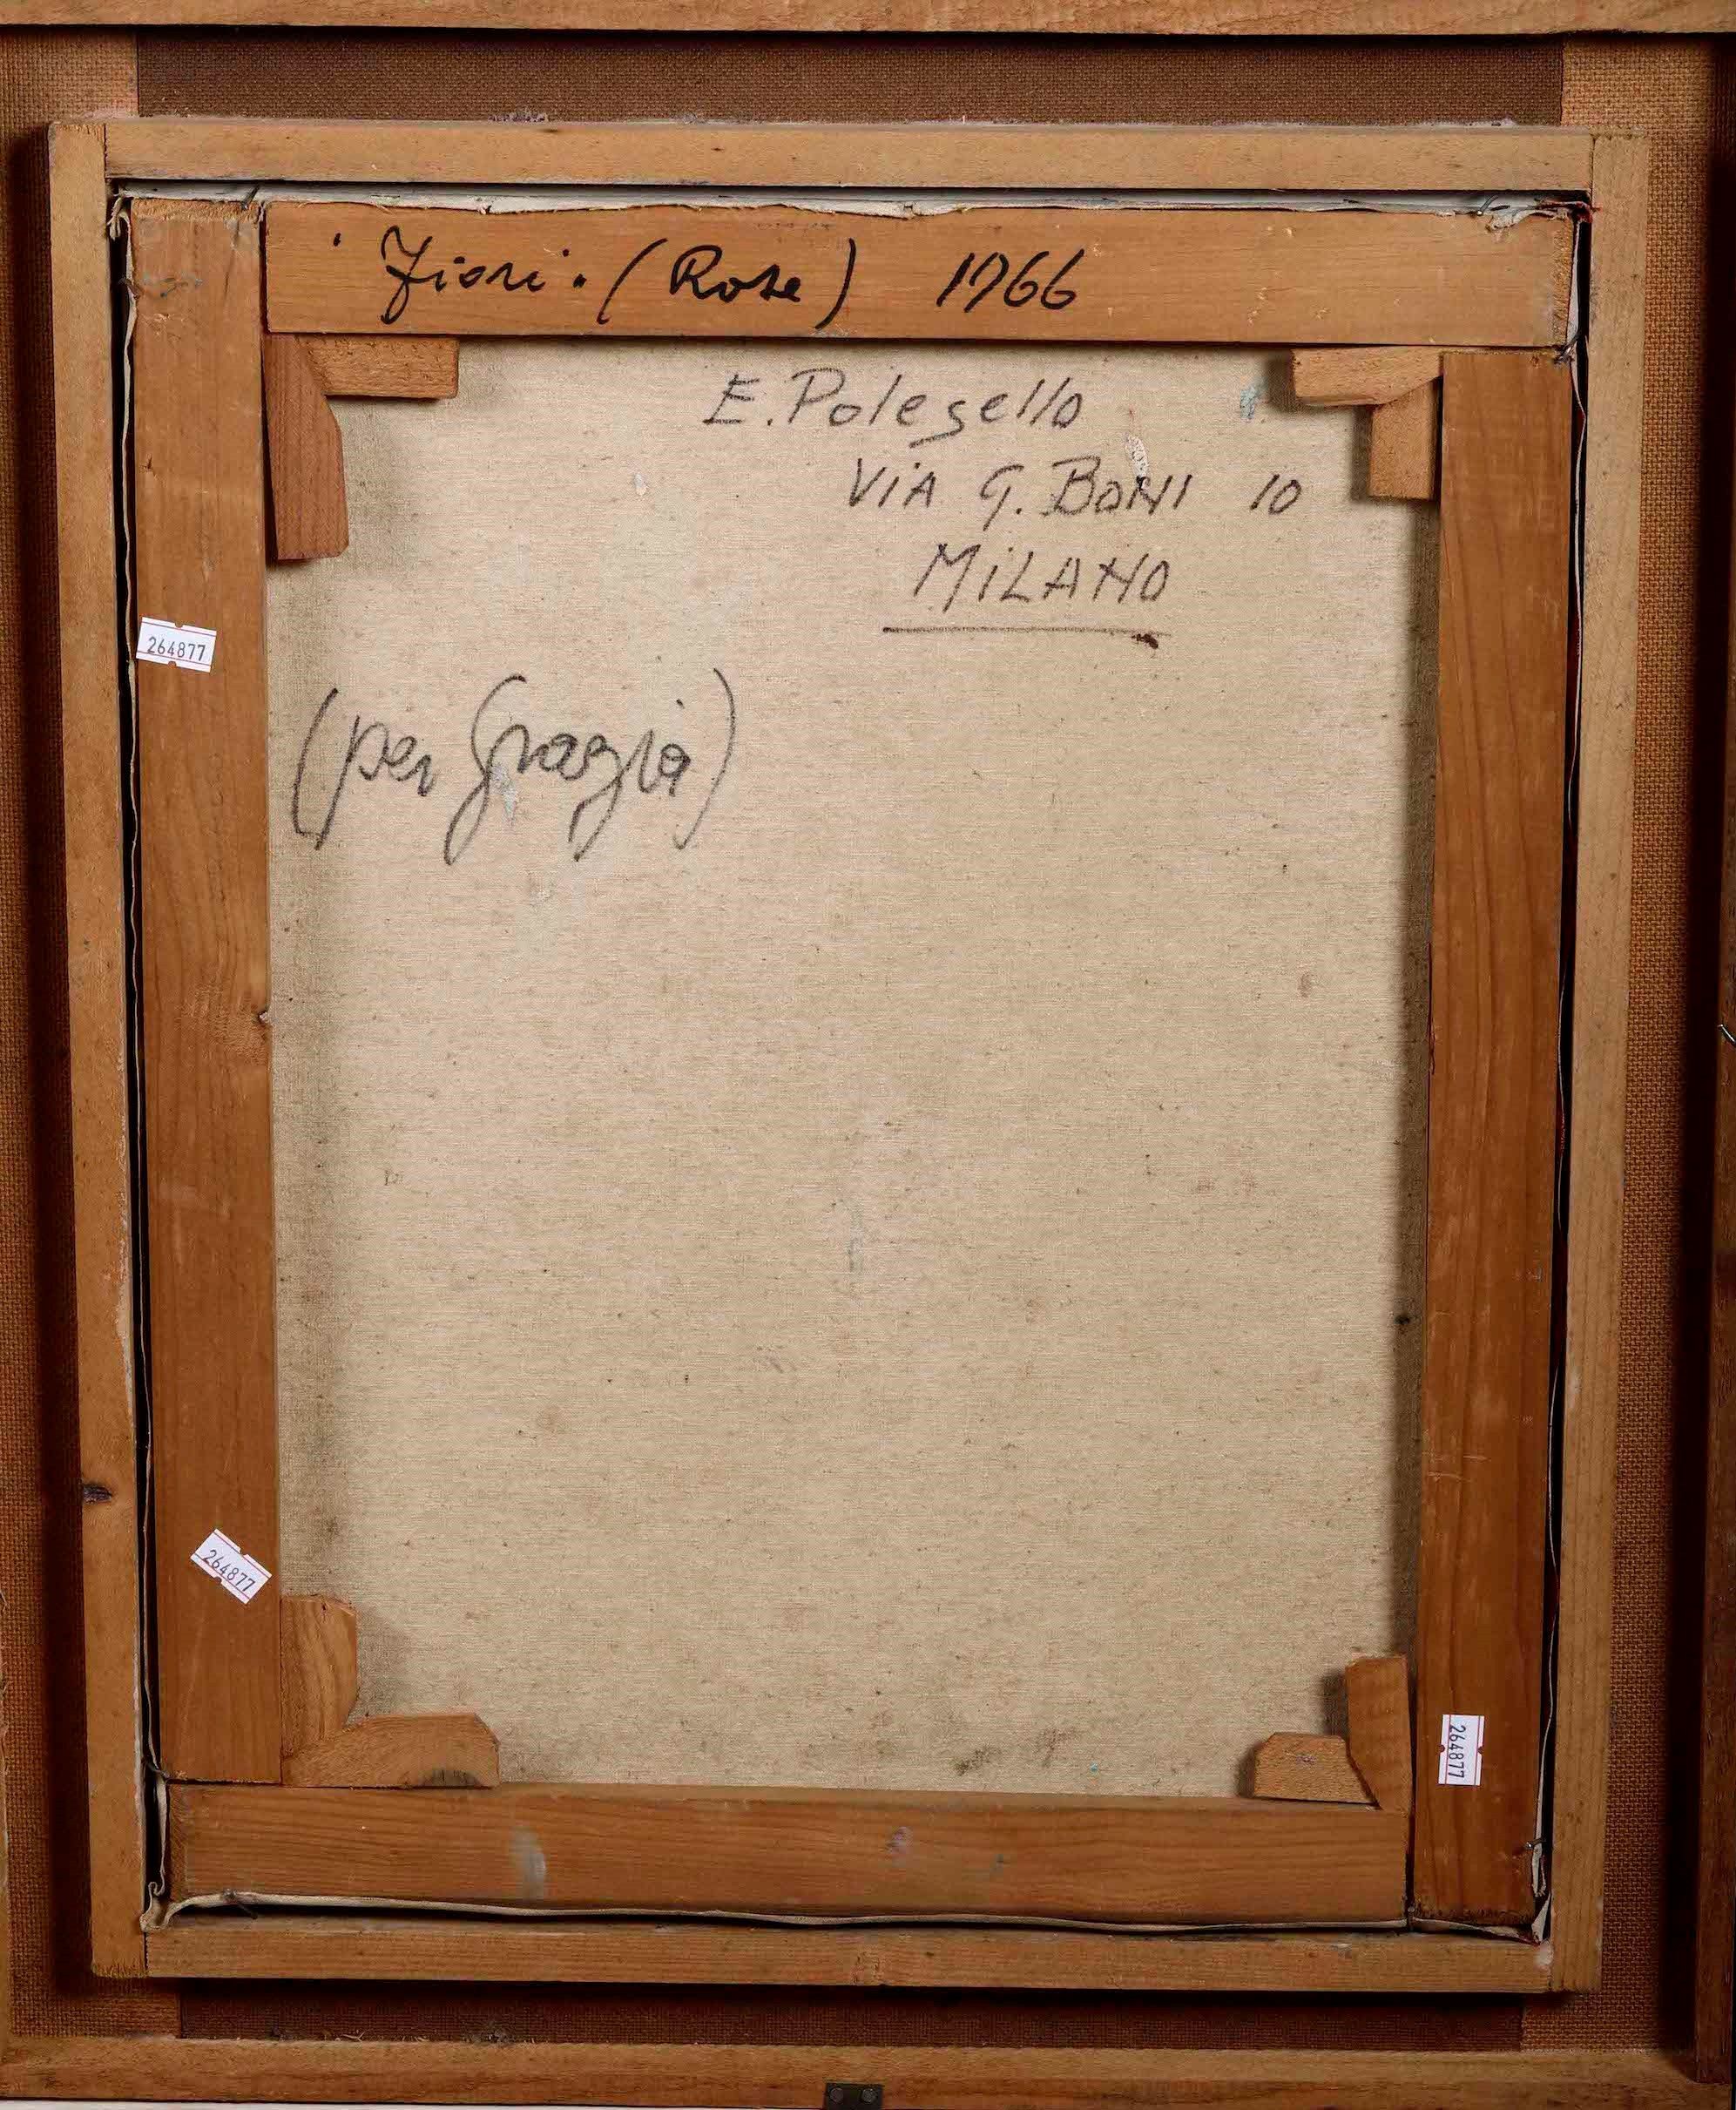 Fiori. (Rose) 1966
E. Polesello
VIA G. BONI 10
MILANO
264877
(per Grazia)
264877
264877